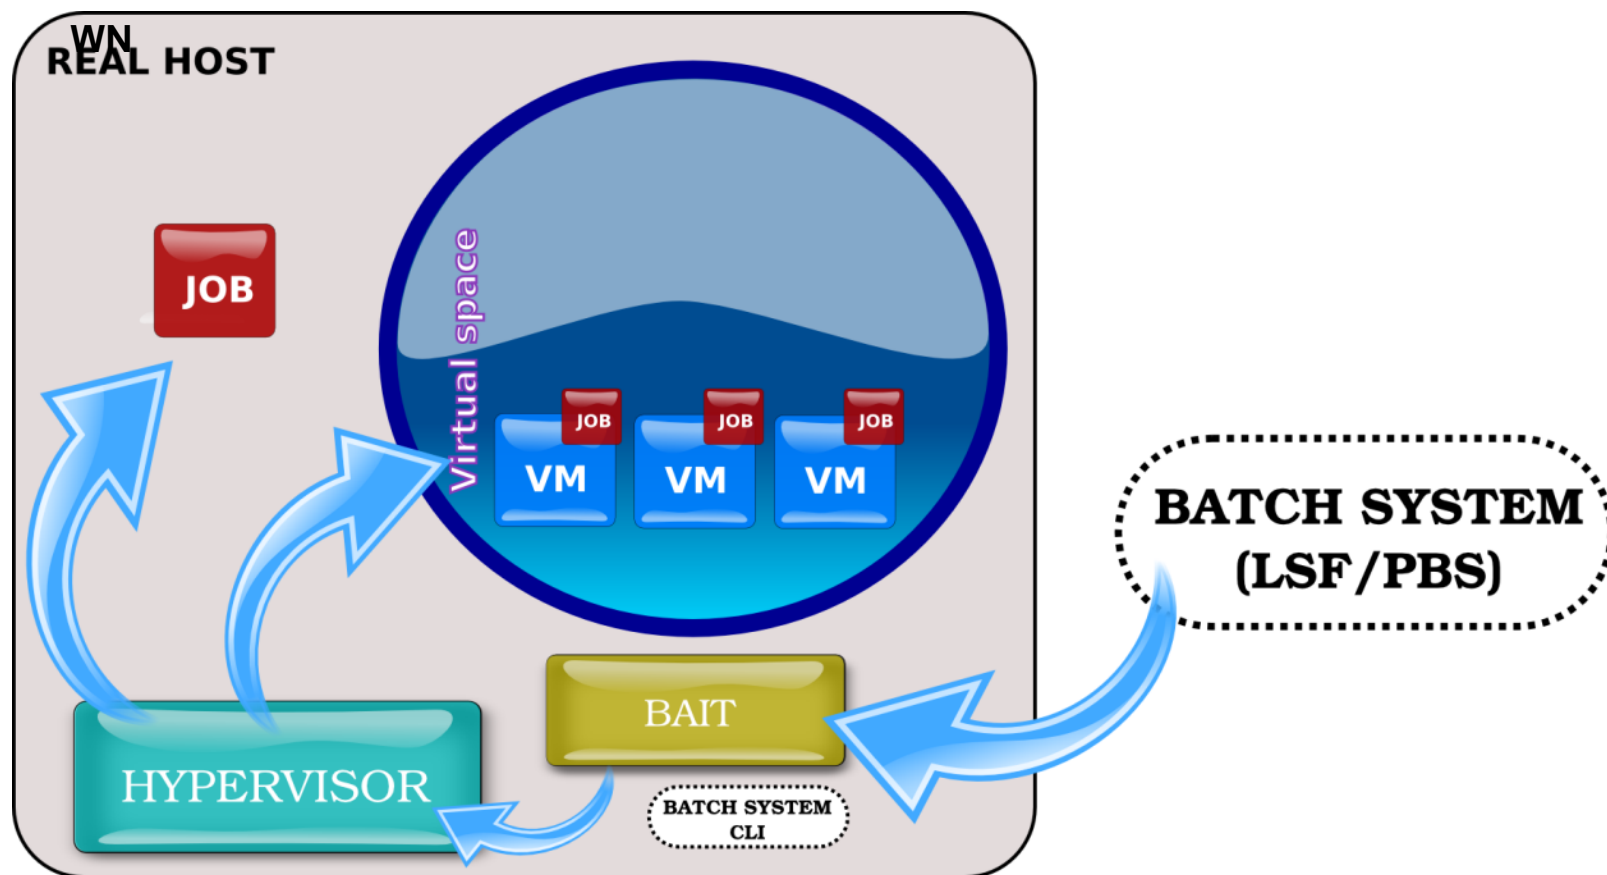 WN
REAL HOST
JOB
Virtual space
JOB
JOB
JOB
VM
VM
VM
BATCH SYSTEM
(LSF/PBS)
BAIT
HYPERVISOR
BATCH SYSTEM
CLI